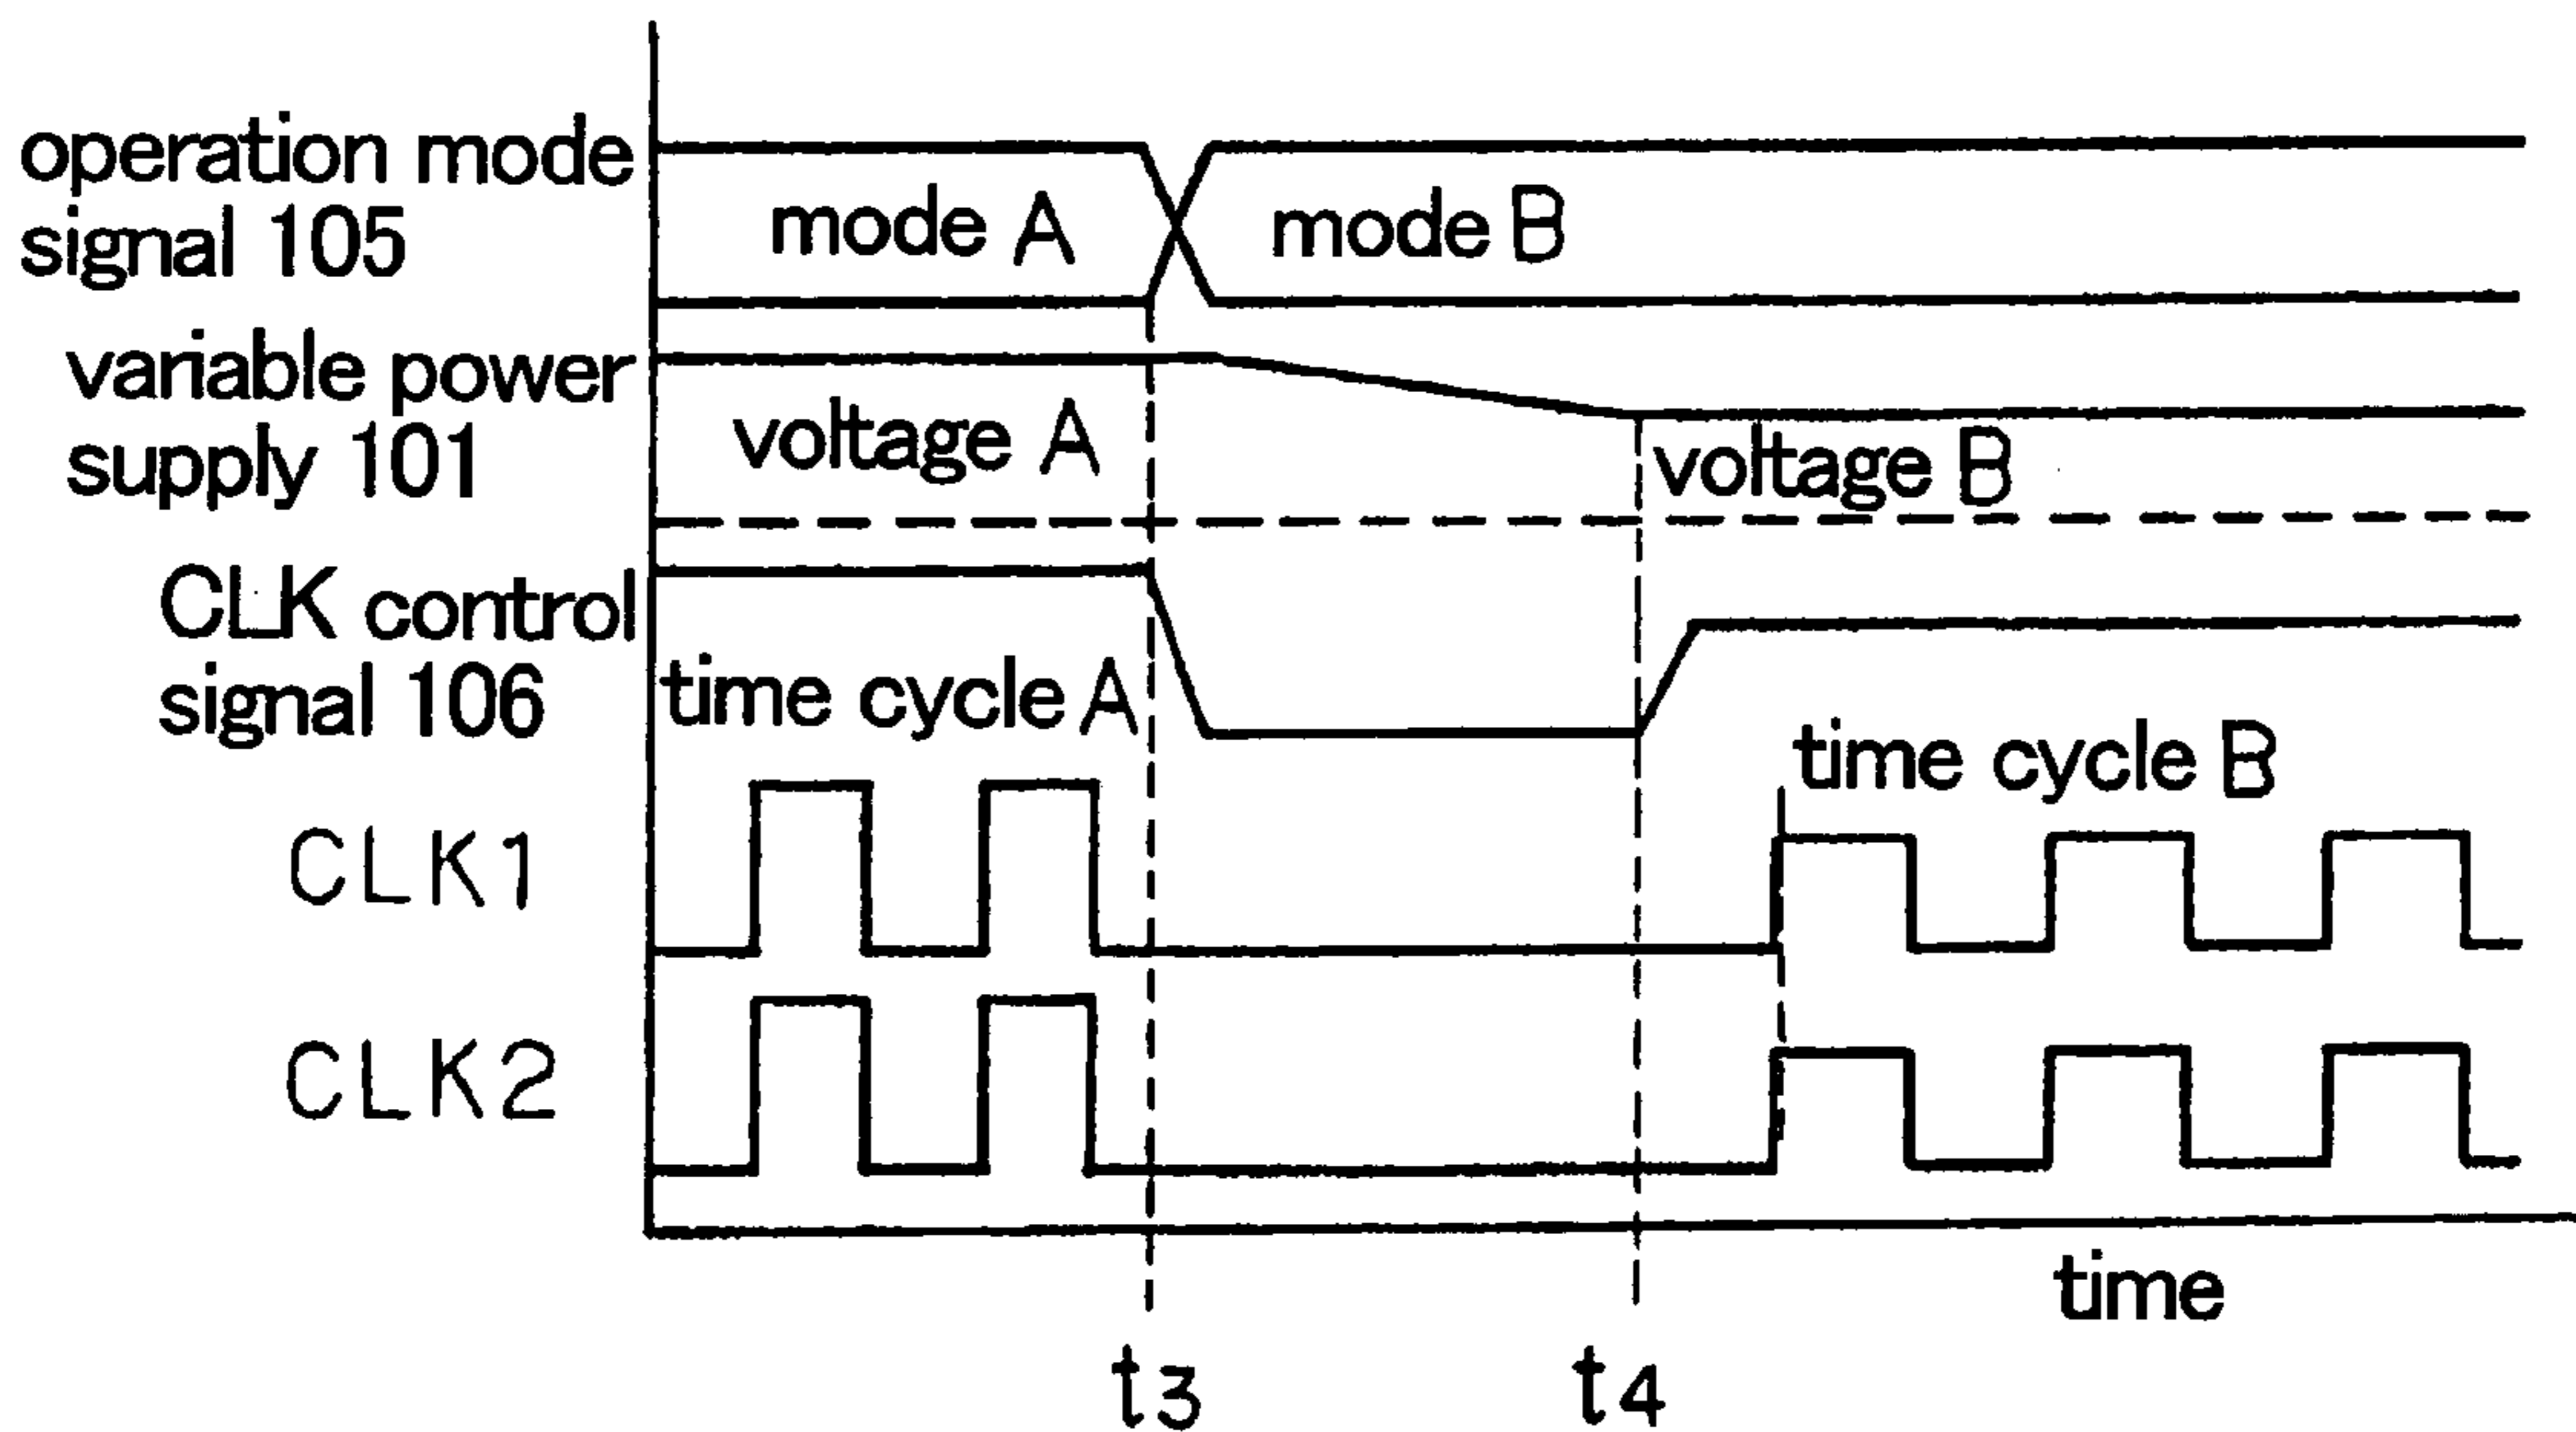 operation mode
signal 105
mode A
mode B
variable power
supply 101
voltage A
voltage B
CLK control
signal 106
time cycle A
time cycle B
CLK1
CLK2
time
t3
t4